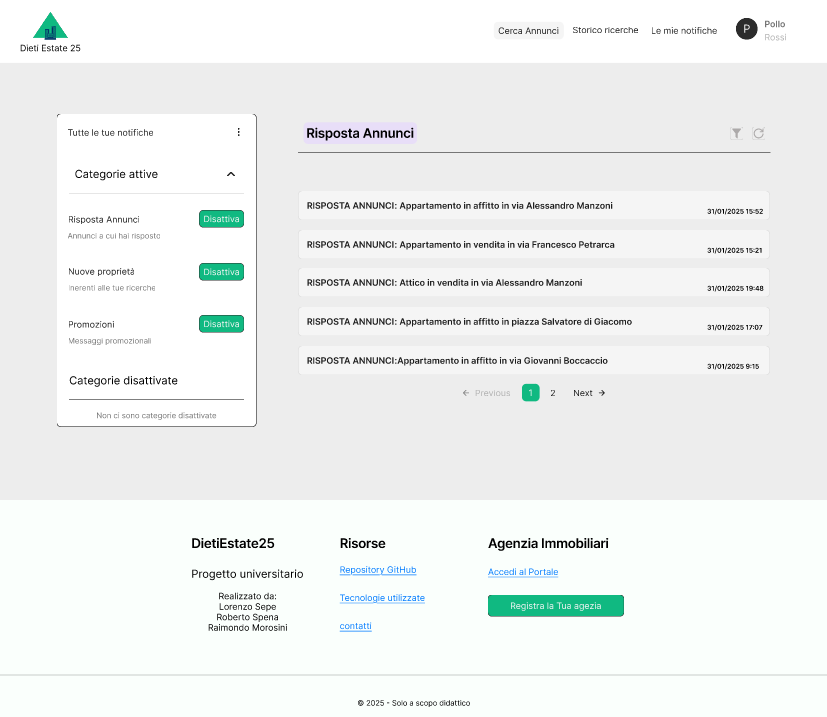 Dieti Estate 25
Cerca Annunci
Storico ricerche
Le mie notifiche
P
Pollo
Rossi
Tutte le tue notifiche
Categorie attive
Risposta Annunci
Disattiva
Annunci a cui hai risposto
Nuove proprietà
Disattiva
Inerenti alle tue ricerche
Promozioni
Disattiva
Messaggi promozionali
Categorie disattivate
Non ci sono categorie disattivate
Risposta Annunci
RISPOSTA ANNUNCI: Appartamento in affitto in via Alessandro Manzoni
31/01/2025 15:52
RISPOSTA ANNUNCI: Appartamento in vendita in via Francesco Petrarca
31/01/2025 15:21
RISPOSTA ANNUNCI: Attico in vendita in via Alessandro Manzoni
31/01/2025 19:48
RISPOSTA ANNUNCI: Appartamento in affitto in piazza Salvatore di Giacomo
31/01/2025 17:07
RISPOSTA ANNUNCI:Appartamento in affitto in via Giovanni Boccaccio
31/01/2025 9:15
← Previous 1 2 Next →
DietiEstate25
Progetto universitario
Realizzato da:
Lorenzo Sepe
Roberto Spena
Raimondo Morosini
Risorse
Repository GitHub
Tecnologie utilizzate
contatti
Agenzia Immobiliari
Accedi al Portale
Registra la Tua agezia
© 2025 - Solo a scopo didattico